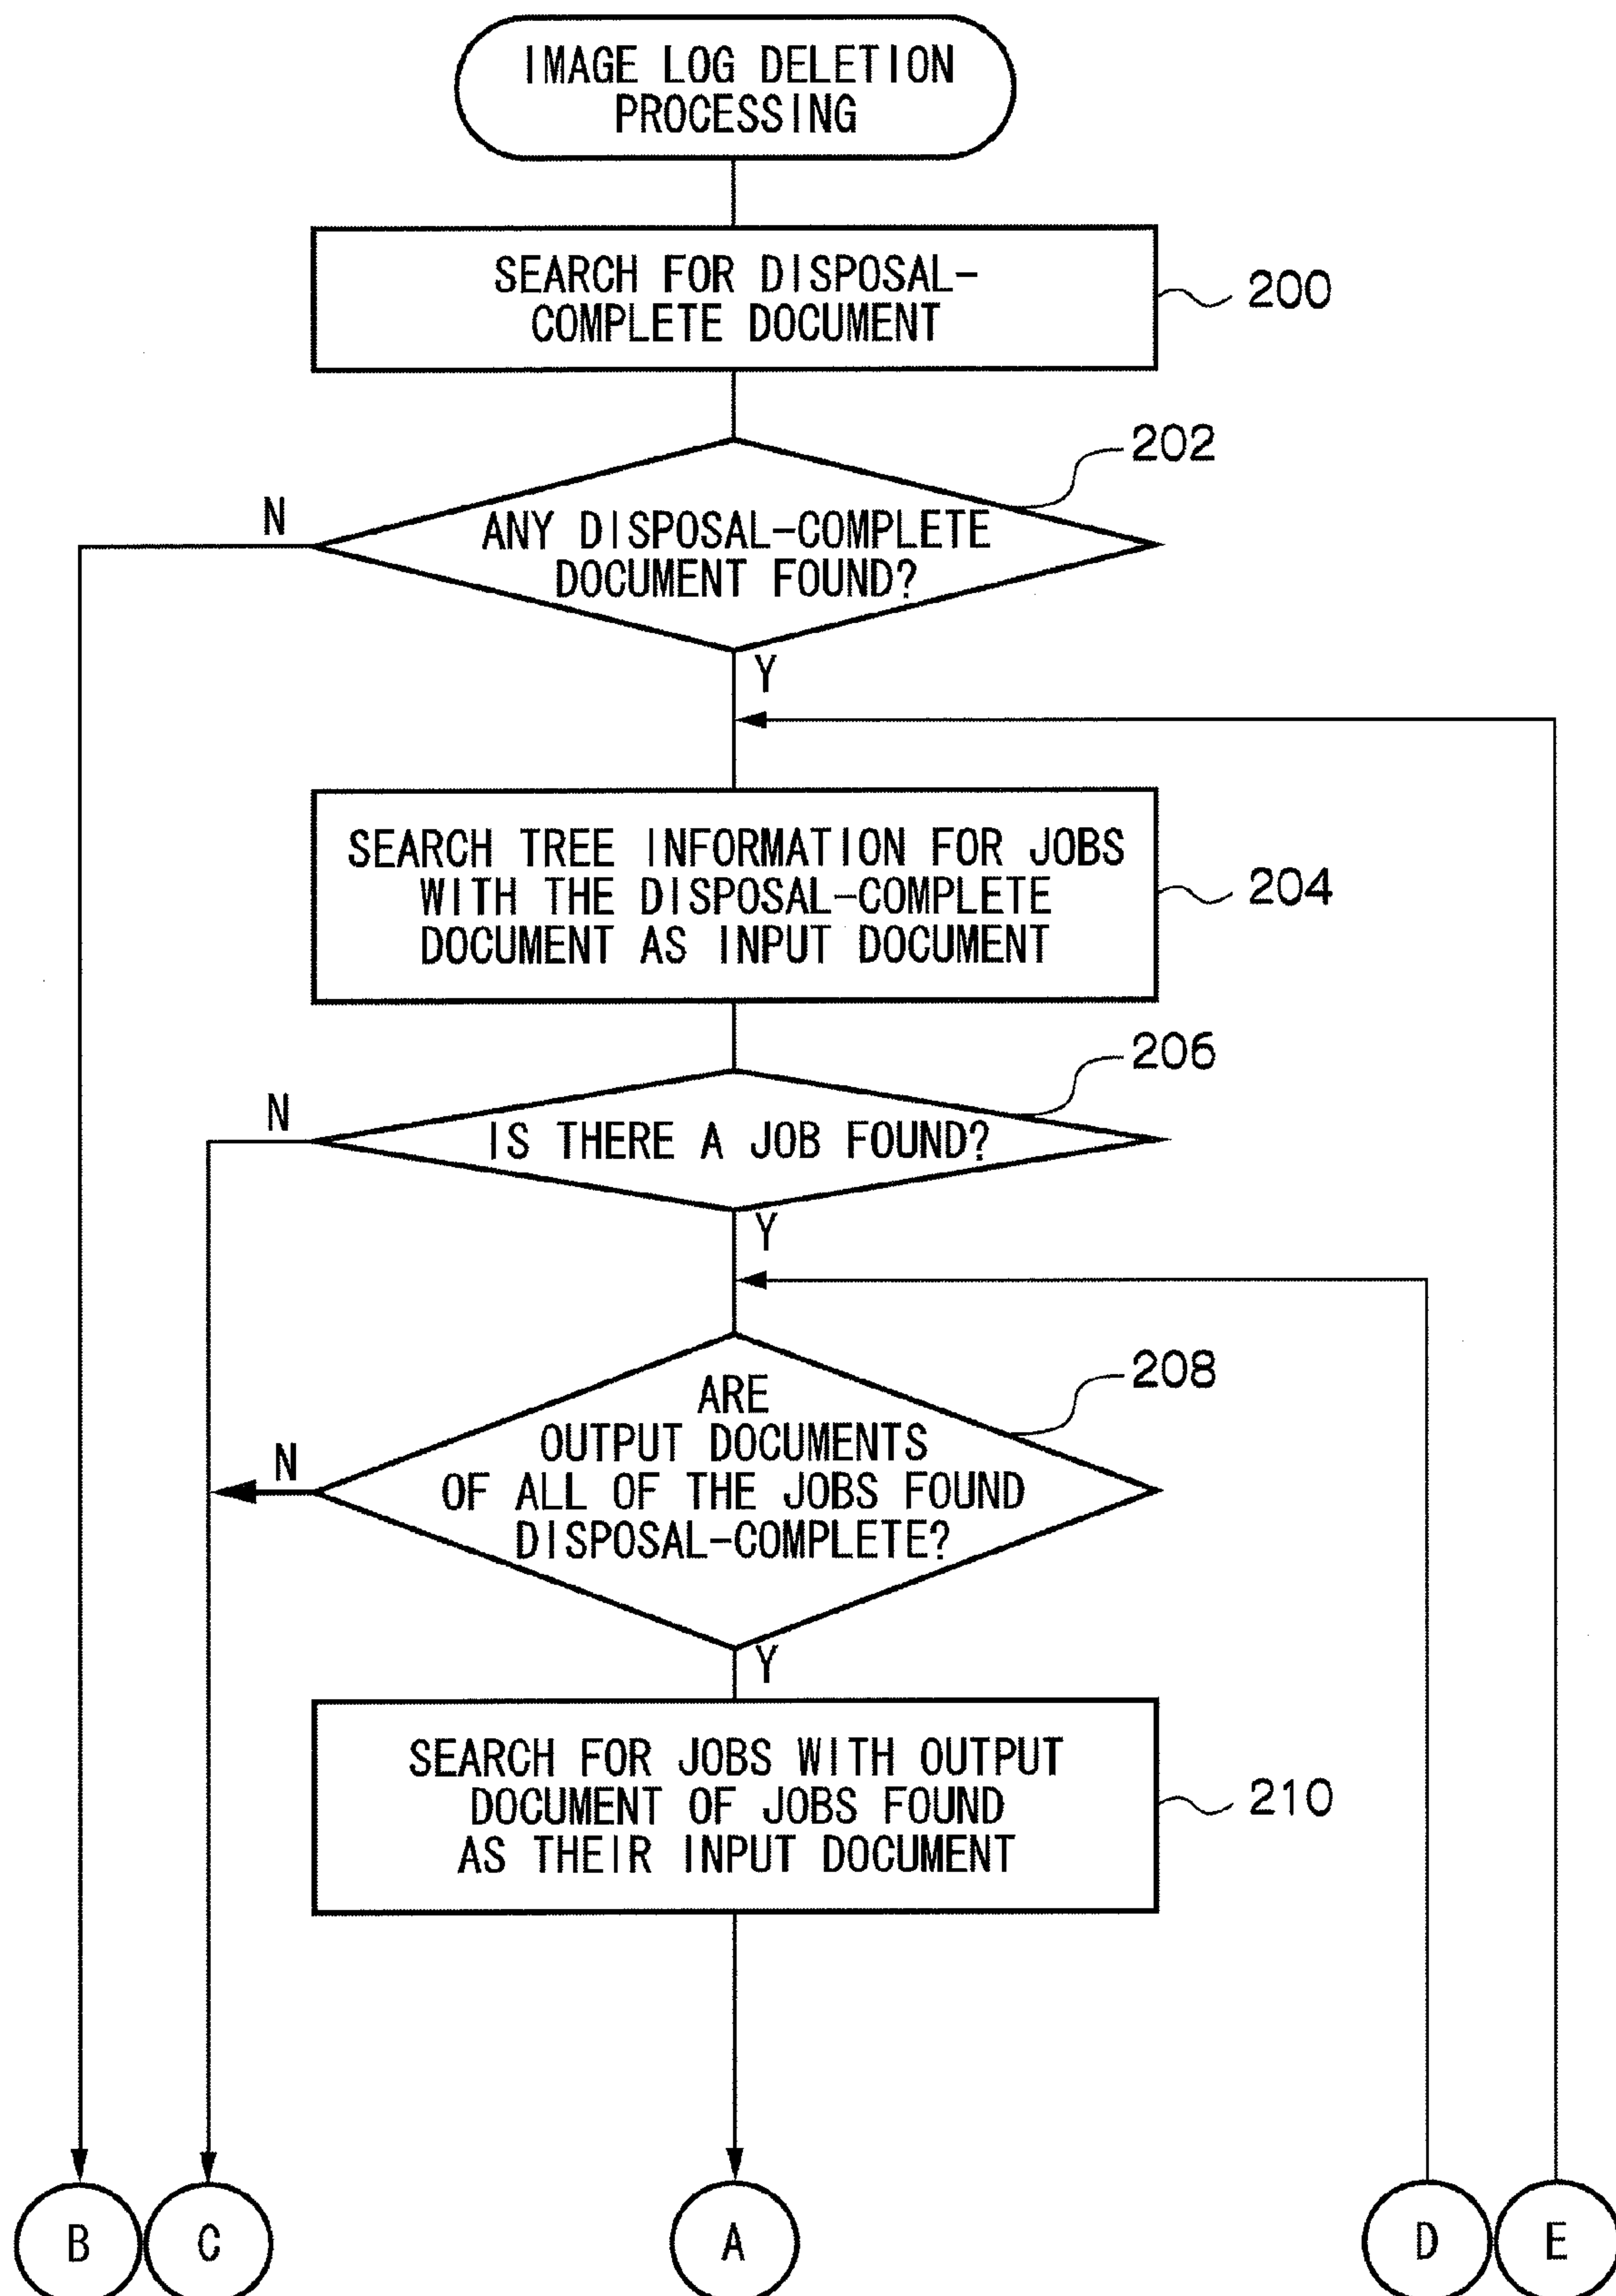 IMAGE LOG DELETION
PROCESSING
SEARCH FOR DISPOSAL-
COMPLETE DOCUMENT
200
202
N
ANY DISPOSAL-COMPLETE
DOCUMENT FOUND?
Y
SEARCH TREE INFORMATION FOR JOBS
WITH THE DISPOSAL-COMPLETE
DOCUMENT AS INPUT DOCUMENT
204
206
N
IS THERE A JOB FOUND?
Y
208
ARE
OUTPUT DOCUMENTS
OF ALL OF THE JOBS FOUND
DISPOSAL-COMPLETE?
N
Y
SEARCH FOR JOBS WITH OUTPUT
DOCUMENT OF JOBS FOUND
AS THEIR INPUT DOCUMENT
210
B
C
A
D
E